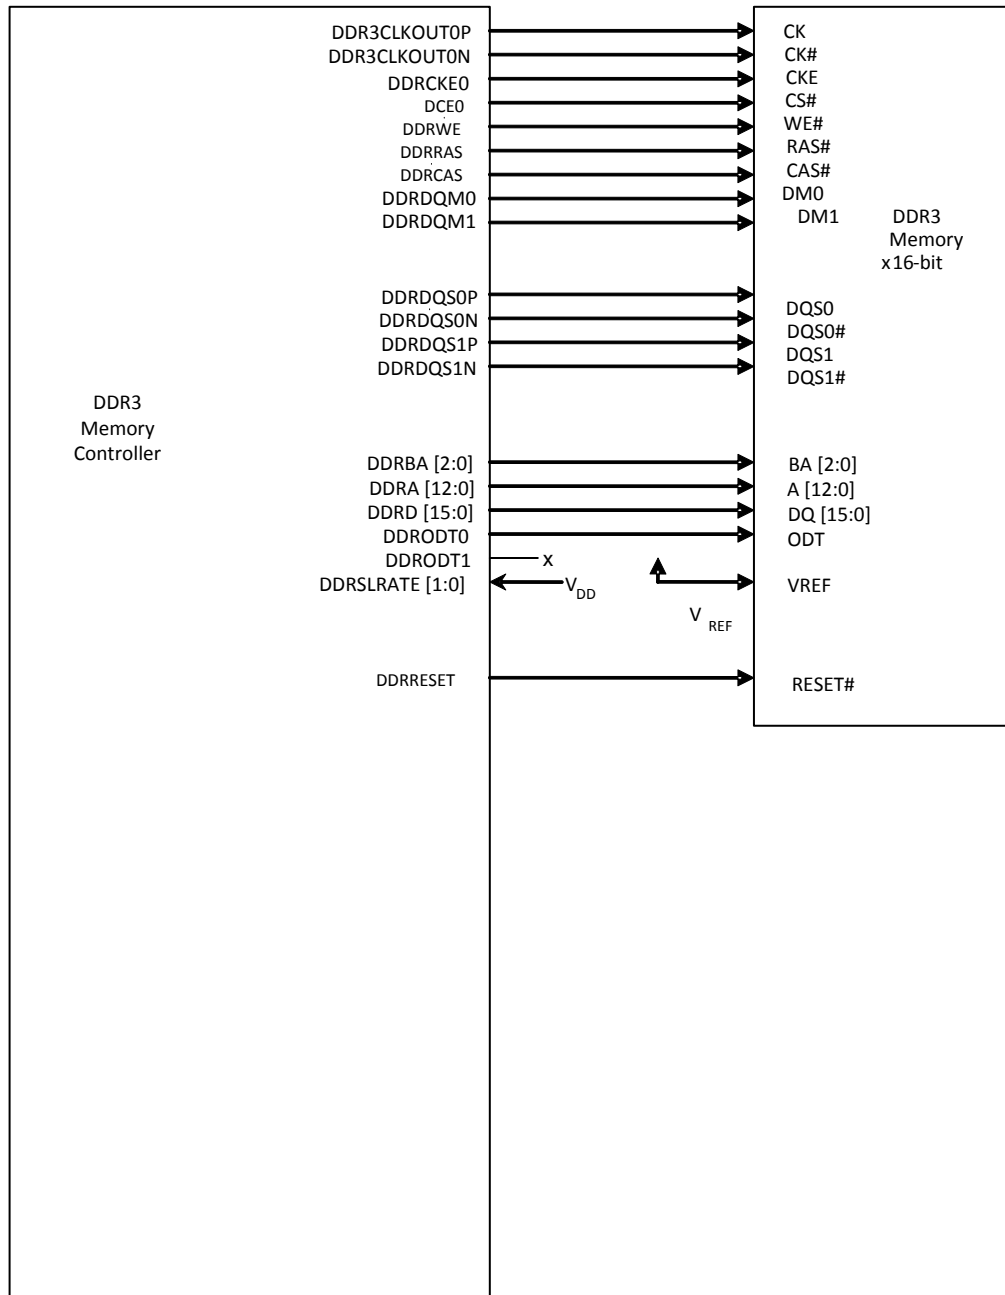 DDR3CLKOUT0P
DDR3CLKOUT0N
DDRCKE0
DCE0
DDRWE
DDRRAS
DDRCAS
DDRDQM0
DDRDQM1
CK
CK#
CKE
CS#
WE#
RAS#
CAS#
DM0
DM1
DDR3
Memory
x16-bit
DDRDQS0P
DDRDQS0N
DDRDQS1P
DDRDQS1N
DQS0
DQS0#
DQS1
DQS1#
DDR3
Memory
Controller
DDRBA [2:0]
DDRA [12:0]
DDRD [15:0]
DDRODT0
DDRODT1
DDRSLRATE [1:0]
x
VDD
VREF
BA [2:0]
A [12:0]
DQ [15:0]
ODT
VREF
DDRRESET
RESET#